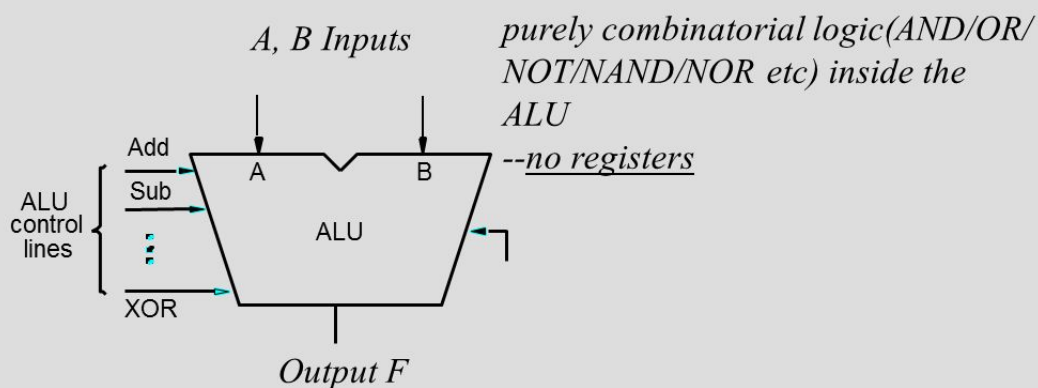 A, B Inputs
purely combinatorial logic(AND/OR/
NOT/NAND/NOR etc) inside the
ALU
--no registers
Add
A
B
Sub
ALU
control
lines
ALU
XOR
Output F